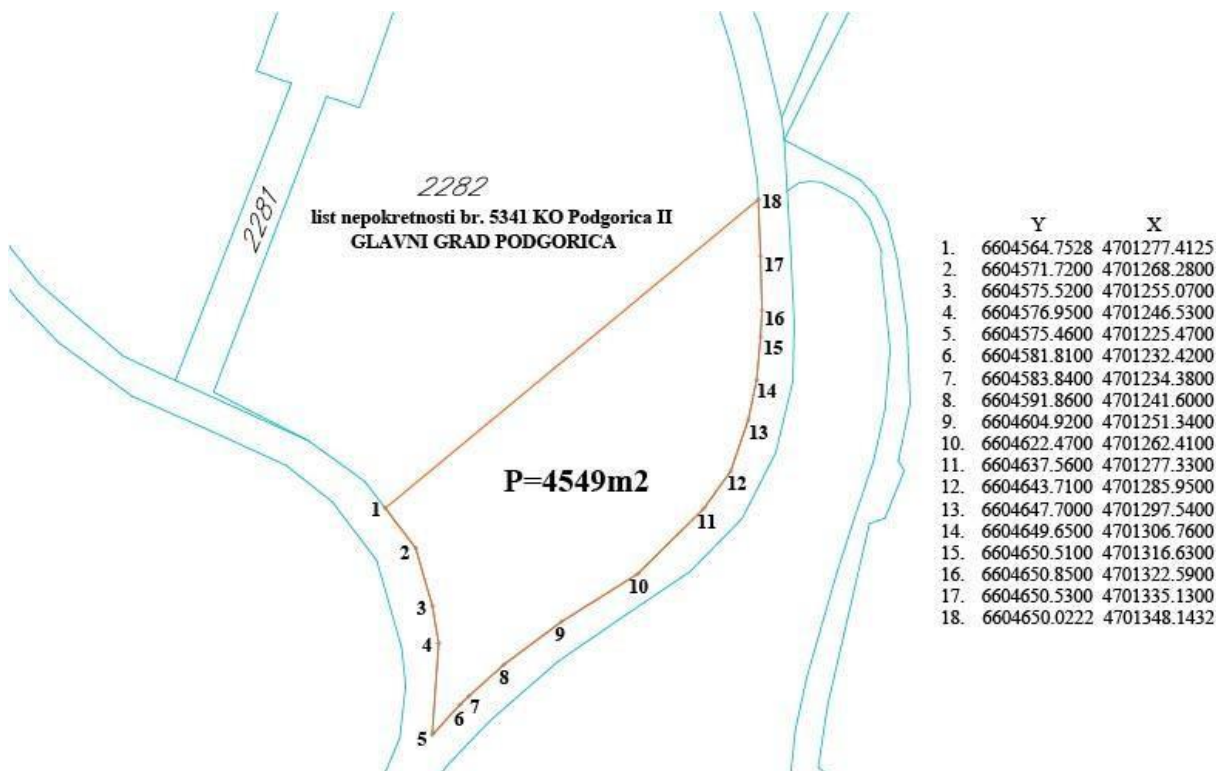 2282
list nepokretnosti br. 5341 KO Podgorica II
GLAVNI GRAD PODGORICA
2281
P=4549m2
1
2
3
4
5
6
7
8
9
10
11
12
13
14
15
16
17
18
Y X
1. 6604564.7528 4701277.4125
2. 6604571.7200 4701268.2800
3. 6604575.5200 4701255.0700
4. 6604576.9500 4701246.5300
5. 6604575.4600 4701225.4700
6. 6604581.8100 4701232.4200
7. 6604583.8400 4701234.3800
8. 6604591.8600 4701241.6000
9. 6604604.9200 4701251.3400
10. 6604622.4700 4701262.4100
11. 6604637.5600 4701277.3300
12. 6604643.7100 4701285.9500
13. 6604647.7000 4701297.5400
14. 6604649.6500 4701306.7600
15. 6604650.5100 4701316.6300
16. 6604650.8500 4701322.5900
17. 6604650.5300 4701335.1300
18. 6604650.0222 4701348.1432